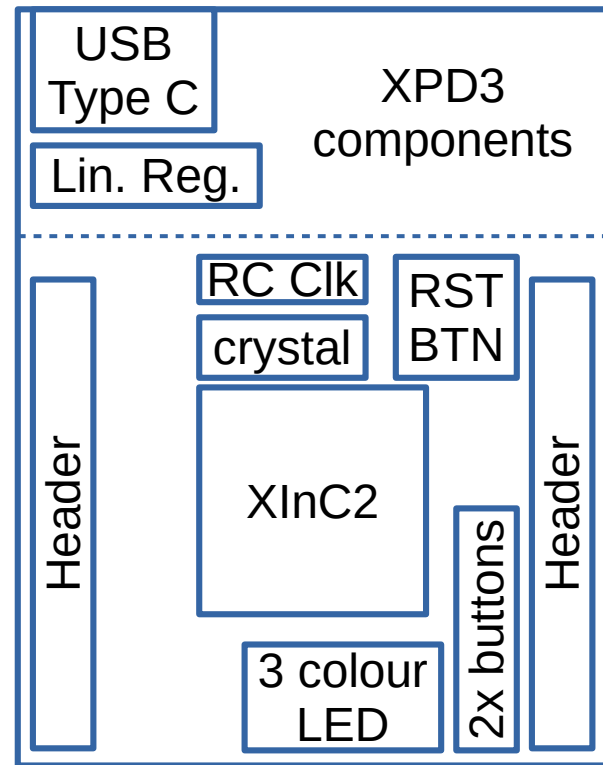 USB
Type C
XPD3
components
Lin. Reg.
RC Clk
RST
BTN
crystal
Header
XInC2
Header
2x buttons
3 colour
LED